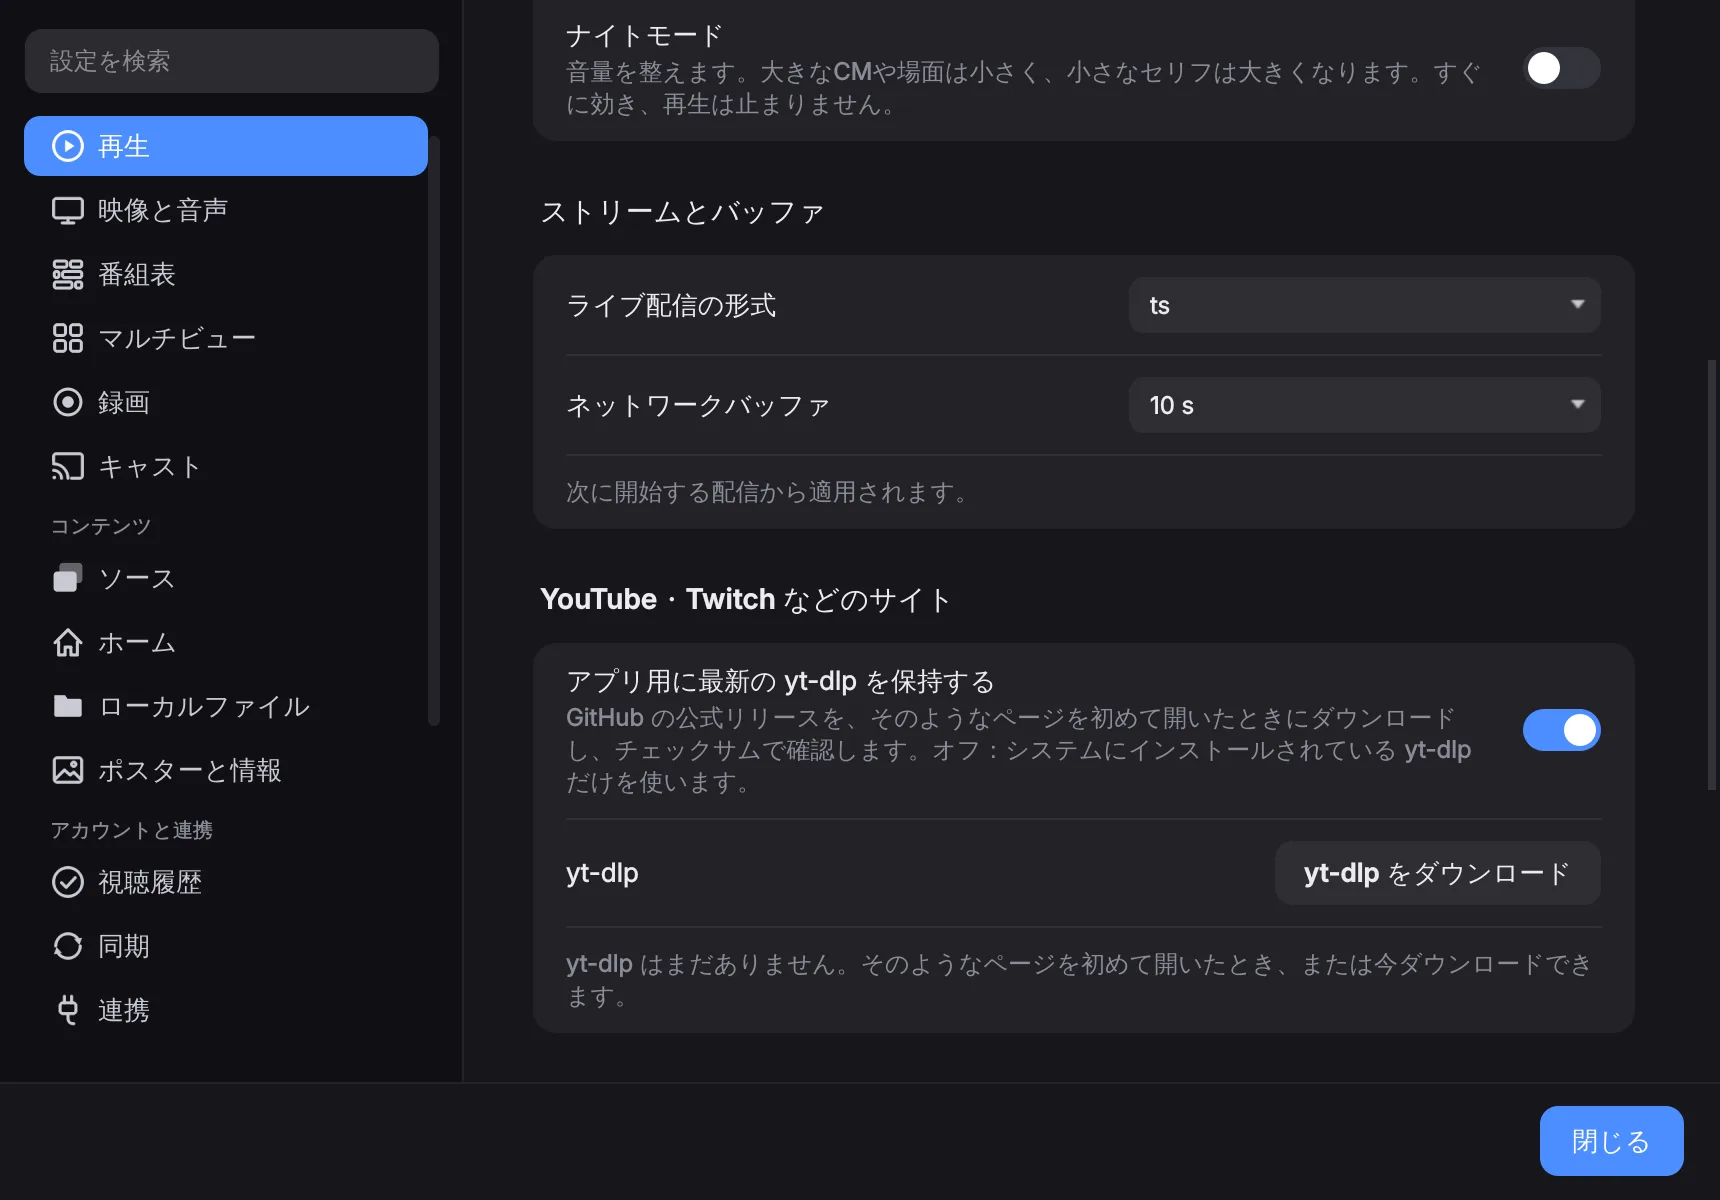 設定を検索
再生
映像と音声
番組表
マルチビュー
録画
キャスト
コンテンツ
ソース
ホーム
ローカルファイル
ポスターと情報
アカウントと連携
視聴履歴
同期
連携
ナイトモード
音量を整えます。大きなCMや場面は小さく、小さなセリフは大きくなります。すぐ
に効き、再生は止まりません。
ストリームとバッファ
ライブ配信の形式
ts
ネットワークバッファ
10 s
次に開始する配信から適用されます。
YouTube・Twitch などのサイト
アプリ用に最新の yt-dlp を保持する
GitHub の公式リリースを、そのようなページを初めて開いたときにダウンロード
し、チェックサムで確認します。オフ：システムにインストールされている yt-dlp
だけを使います。
yt-dlp
yt-dlp をダウンロード
yt-dlp はまだありません。そのようなページを初めて開いたとき、または今ダウンロードでき
ます。
閉じる